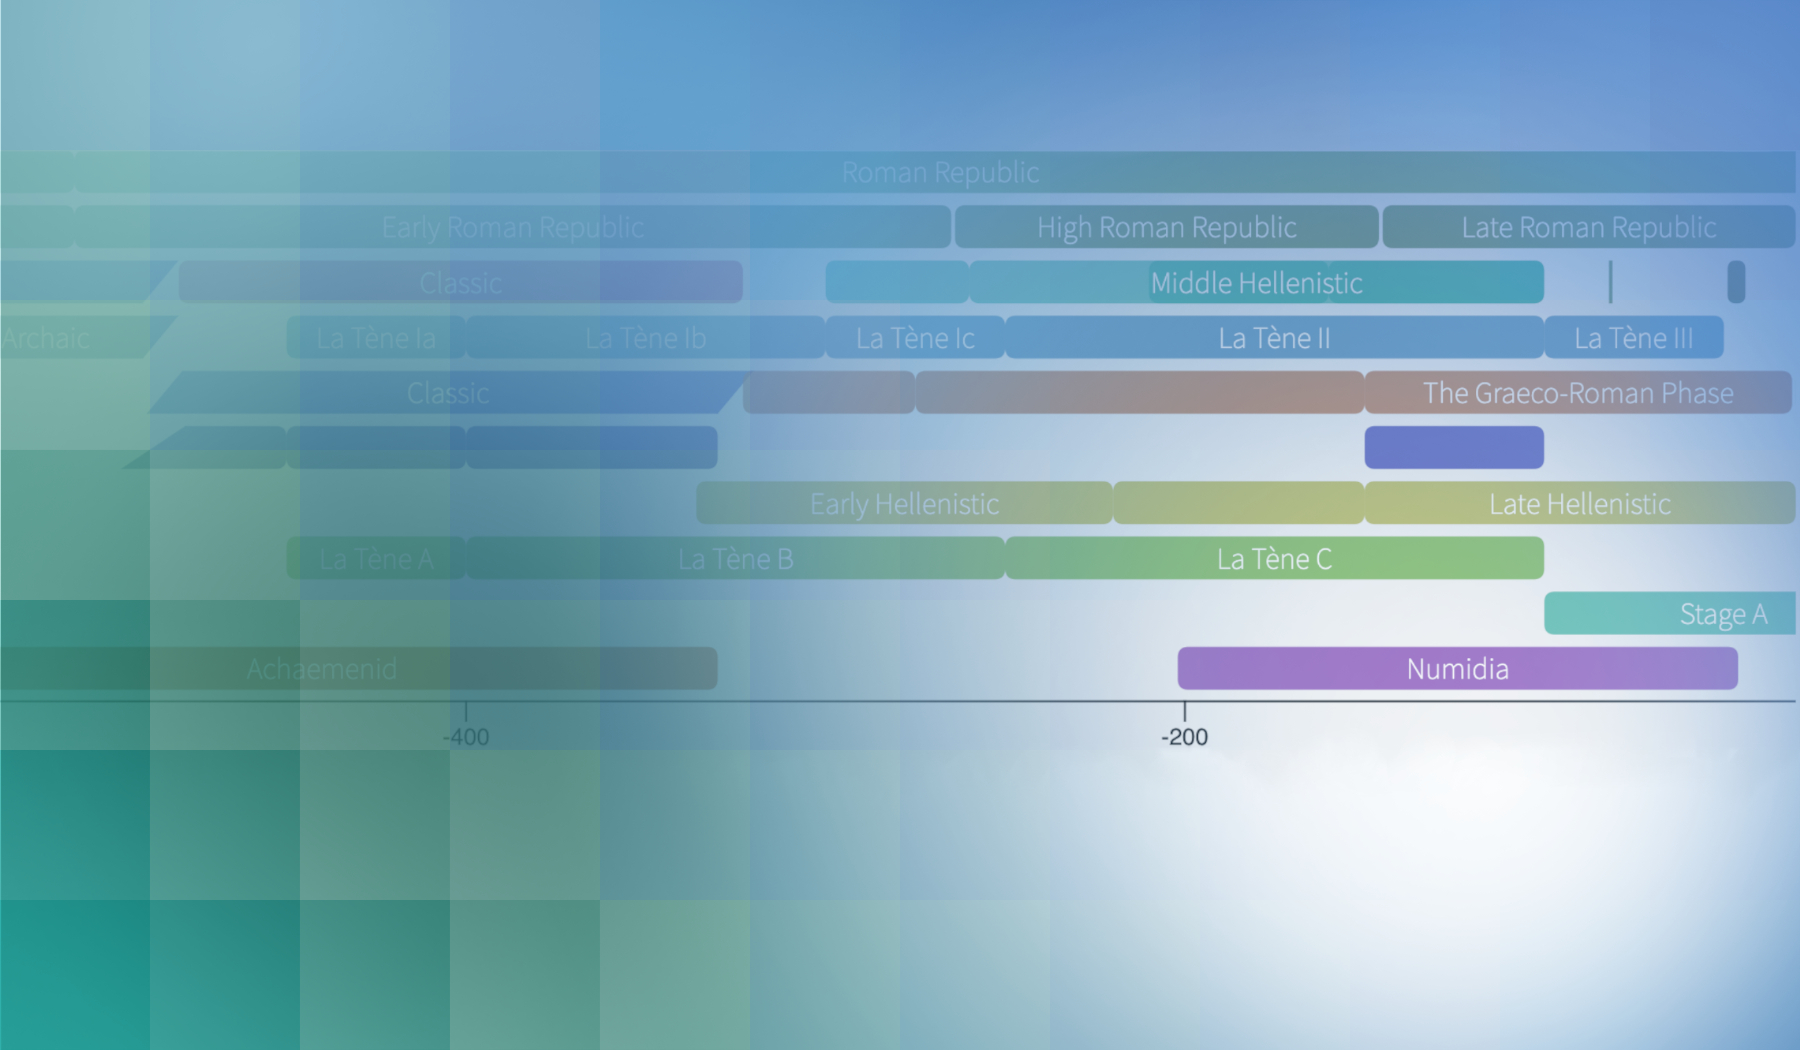 Roman Republic
Early Roman Republic High Roman Republic Late Roman Republic
Classic Middle Hellenistic
Archaic La Tène Ia La Tène Ib La Tène Ic La Tène II La Tène III
Classic The Graeco-Roman Phase
Early Hellenistic Late Hellenistic
La Tène A La Tène B La Tène C
Stage A
Achaemenid Numidia
-400 -200